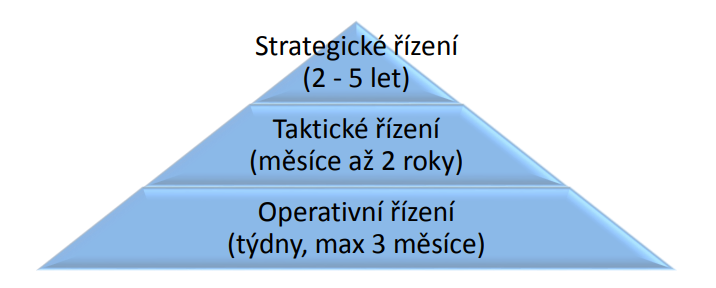 Strategické řízení
(2 - 5 let)
Taktické řízení
(měsíce až 2 roky)
Operativní řízení
(týdny, max 3 měsíce)